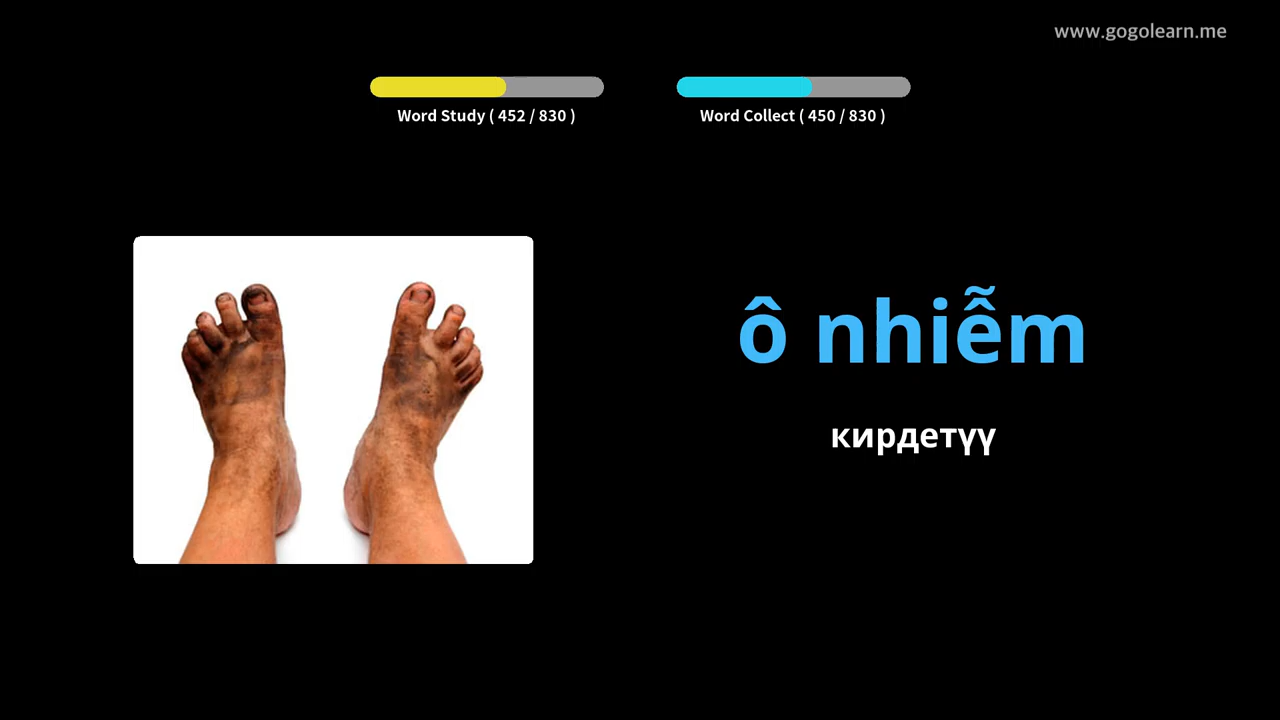 www.gogolearn.me
Word Study ( 452 / 830 )
Word Collect ( 450 / 830 )
ô nhiễm
кирдетүү